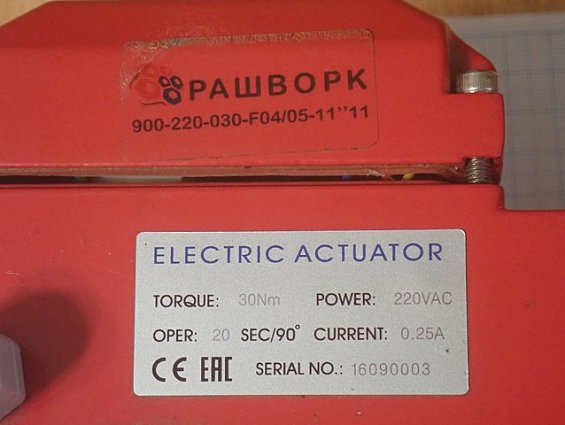 РАШВОРК
900-220-030-F04/05-11”11
ELECTRIC ACTUATOR
TORQUE: 30Nm POWER: 220VAC
OPER: 20 SEC/90° CURRENT: 0.25A
CE EAC SERIAL NO.: 16090003